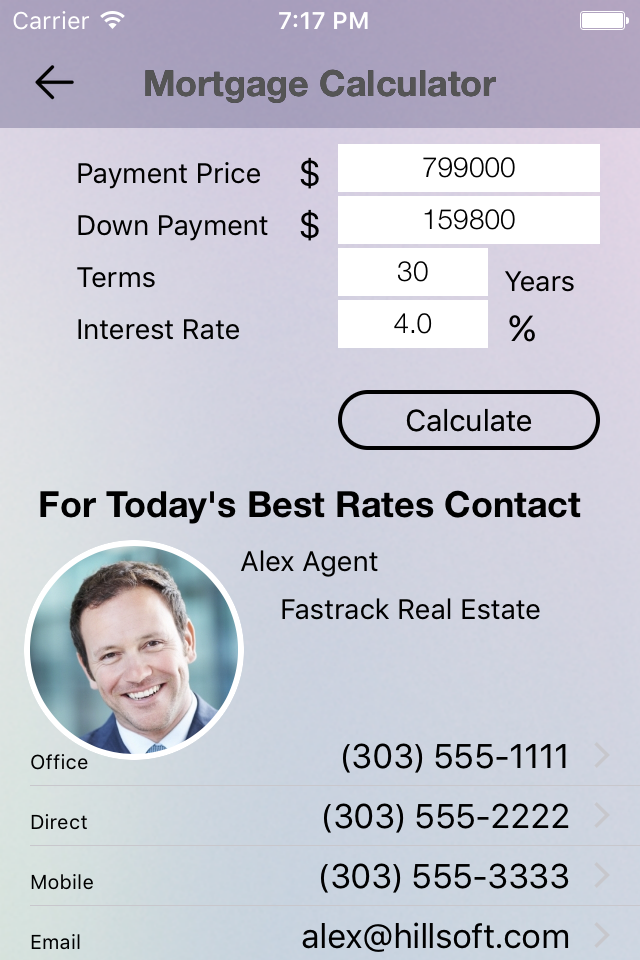 Carrier 7:17 PM
Mortgage Calculator
Payment Price $ 799000
Down Payment $ 159800
Terms 30 Years
Interest Rate 4.0 %
Calculate
For Today's Best Rates Contact
Alex Agent
Fastrack Real Estate
Office (303) 555-1111
Direct (303) 555-2222
Mobile (303) 555-3333
Email alex@hillsoft.com